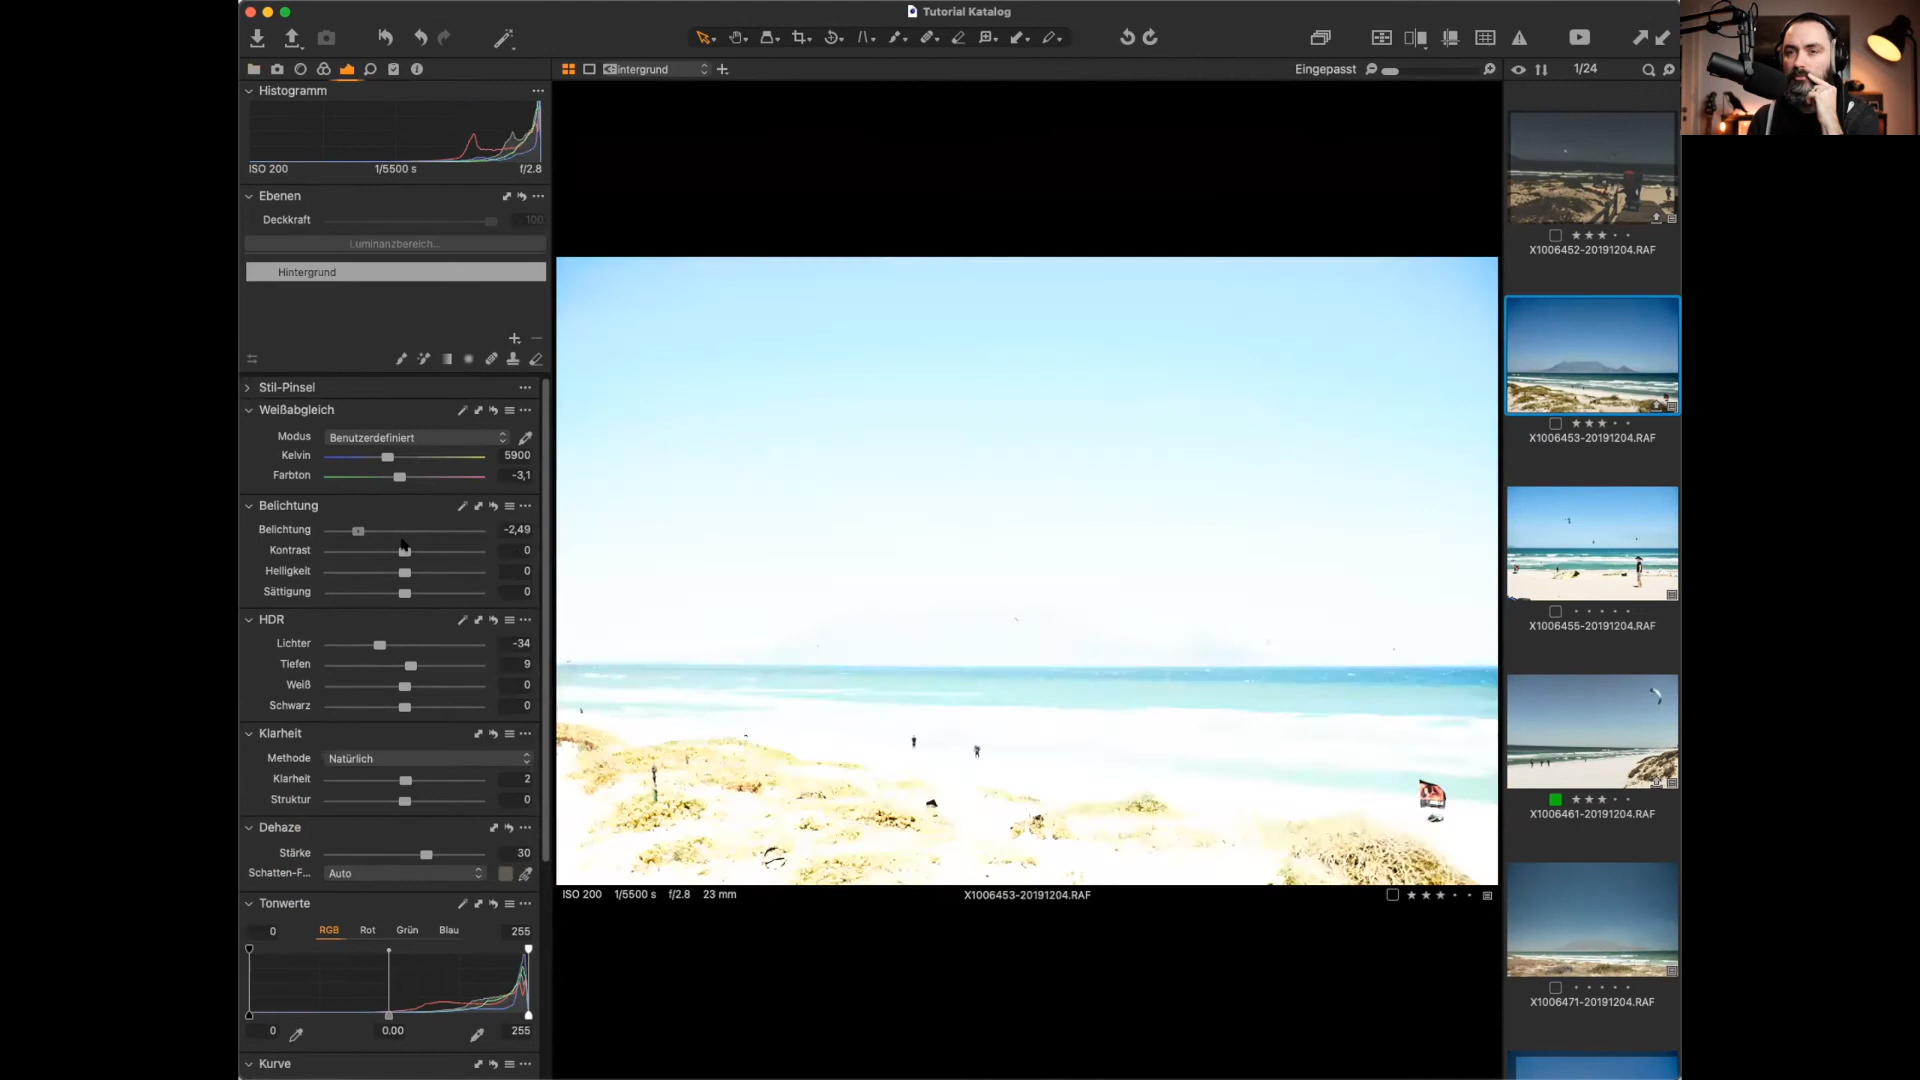 Tutorial Katalog
Hintergrund
Eingepasst
1/24
Histogramm
ISO 200 1/5500 s f/2.8
Ebenen
Deckkraft 100
Luminanzbereich...
Hintergrund
Stil-Pinsel
Weißabgleich
Modus Benutzerdefiniert
Kelvin 5900
Farbton -3,1
Belichtung
Belichtung -2,49
Kontrast 0
Helligkeit 0
Sättigung 0
HDR
Lichter -34
Tiefen 9
Weiß 0
Schwarz 0
Klarheit
Methode Natürlich
Klarheit 2
Struktur 0
Dehaze
Stärke 30
Schatten-F... Auto
Tonwerte
0 RGB Rot Grün Blau 255
0 0.00 255
Kurve
ISO 200 1/5500 s f/2.8 23 mm X1006453-20191204.RAF
X1006452-20191204.RAF
X1006453-20191204.RAF
X1006455-20191204.RAF
X1006461-20191204.RAF
X1006471-20191204.RAF